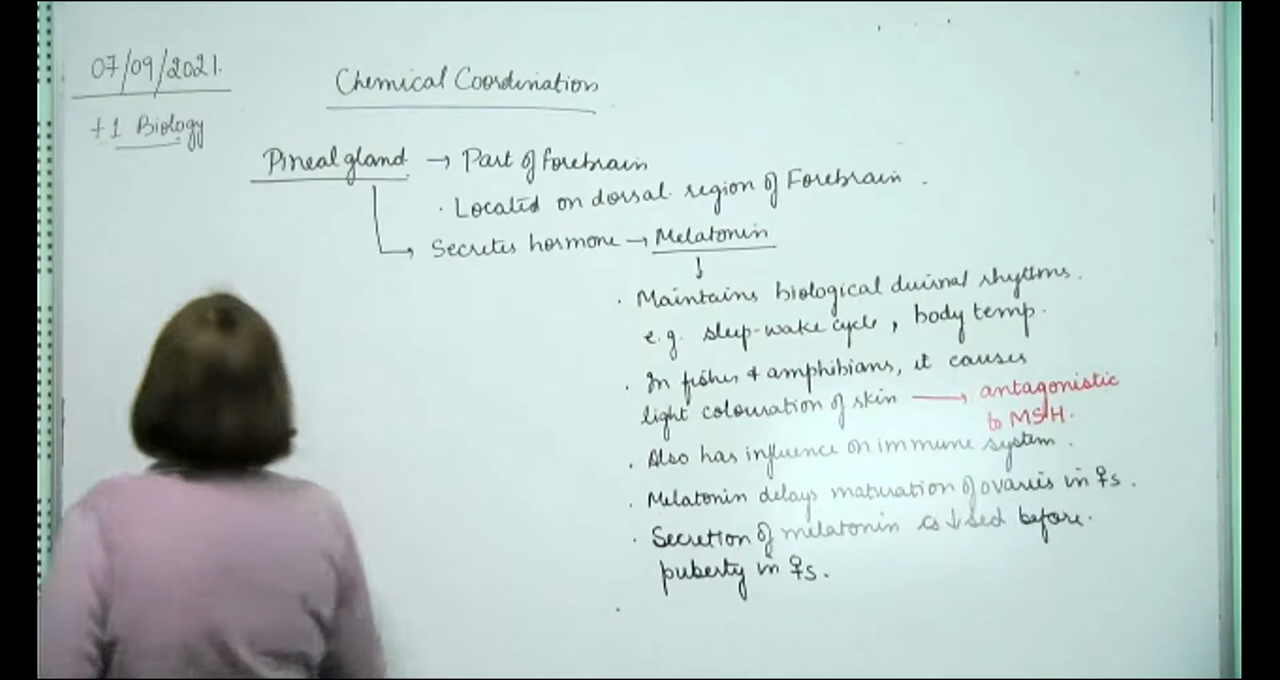 07/09/2021.
+1 Biology
Chemical Coordination
Pineal gland → Part of forebrain
· Located on dorsal region of Forebrain.
→ Secretes hormone → Melatonin
↓
· Maintains biological duirnal rhythms.
e.g. sleep-wake cycle, body temp.
· In fishes & amphibians, it causes
light colouration of skin → antagonistic
to MSH.
· Also has influence on immune system.
· Melatonin delays maturation of ovaries in ♀s.
· Secretion of melatonin is ↓sed before
puberty in ♀s.